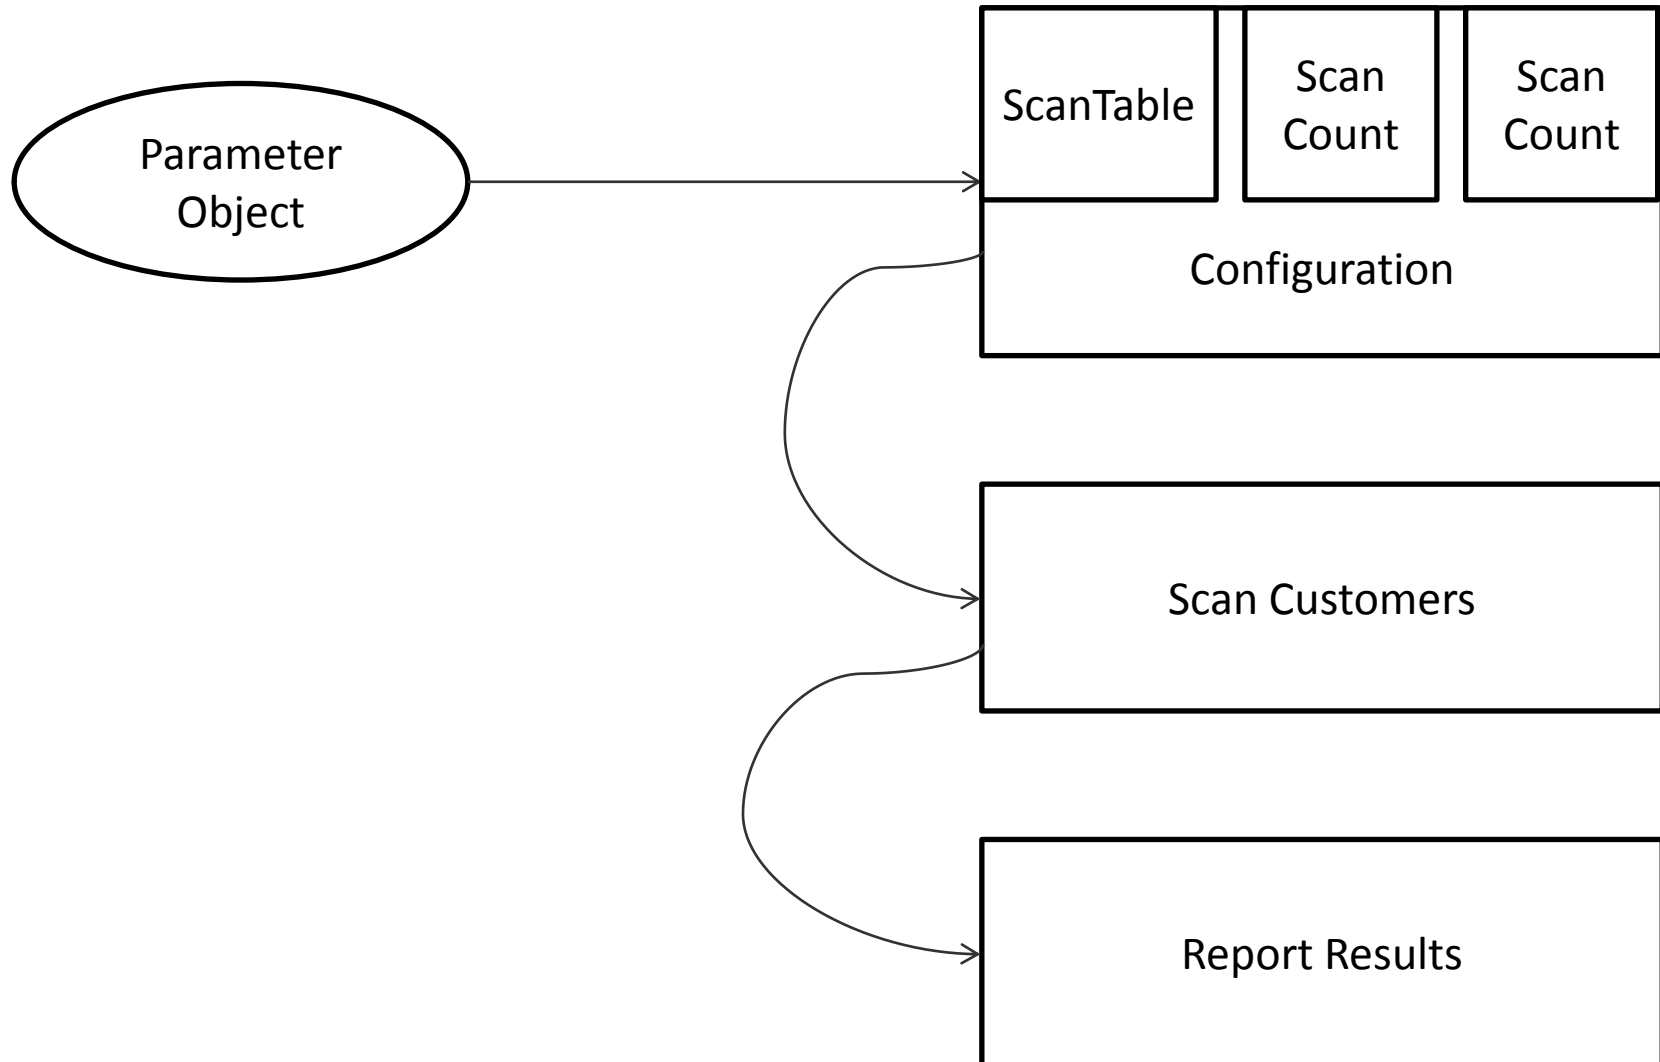 Parameter
Object
ScanTable
Scan
Count
Scan
Count
Configuration
Scan Customers
Report Results